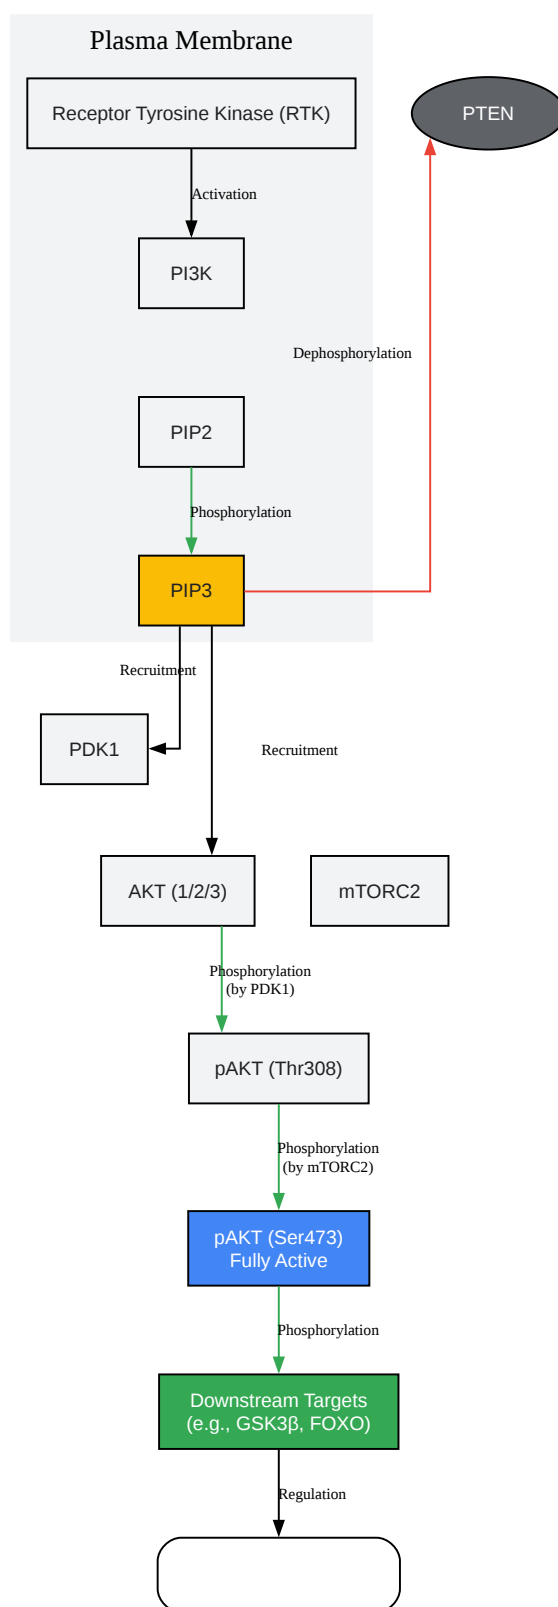 Plasma Membrane
Receptor Tyrosine Kinase (RTK)
PTEN
Activation
PI3K
Dephosphorylation
PIP2
Phosphorylation
PIP3
Recruitment
PDK1
Recruitment
AKT (1/2/3)
mTORC2
Phosphorylation
(by PDK1)
pAKT (Thr308)
Phosphorylation
(by mTORC2)
pAKT (Ser473)
Fully Active
Phosphorylation
Downstream Targets
(e.g., GSK3β, FOXO)
Regulation